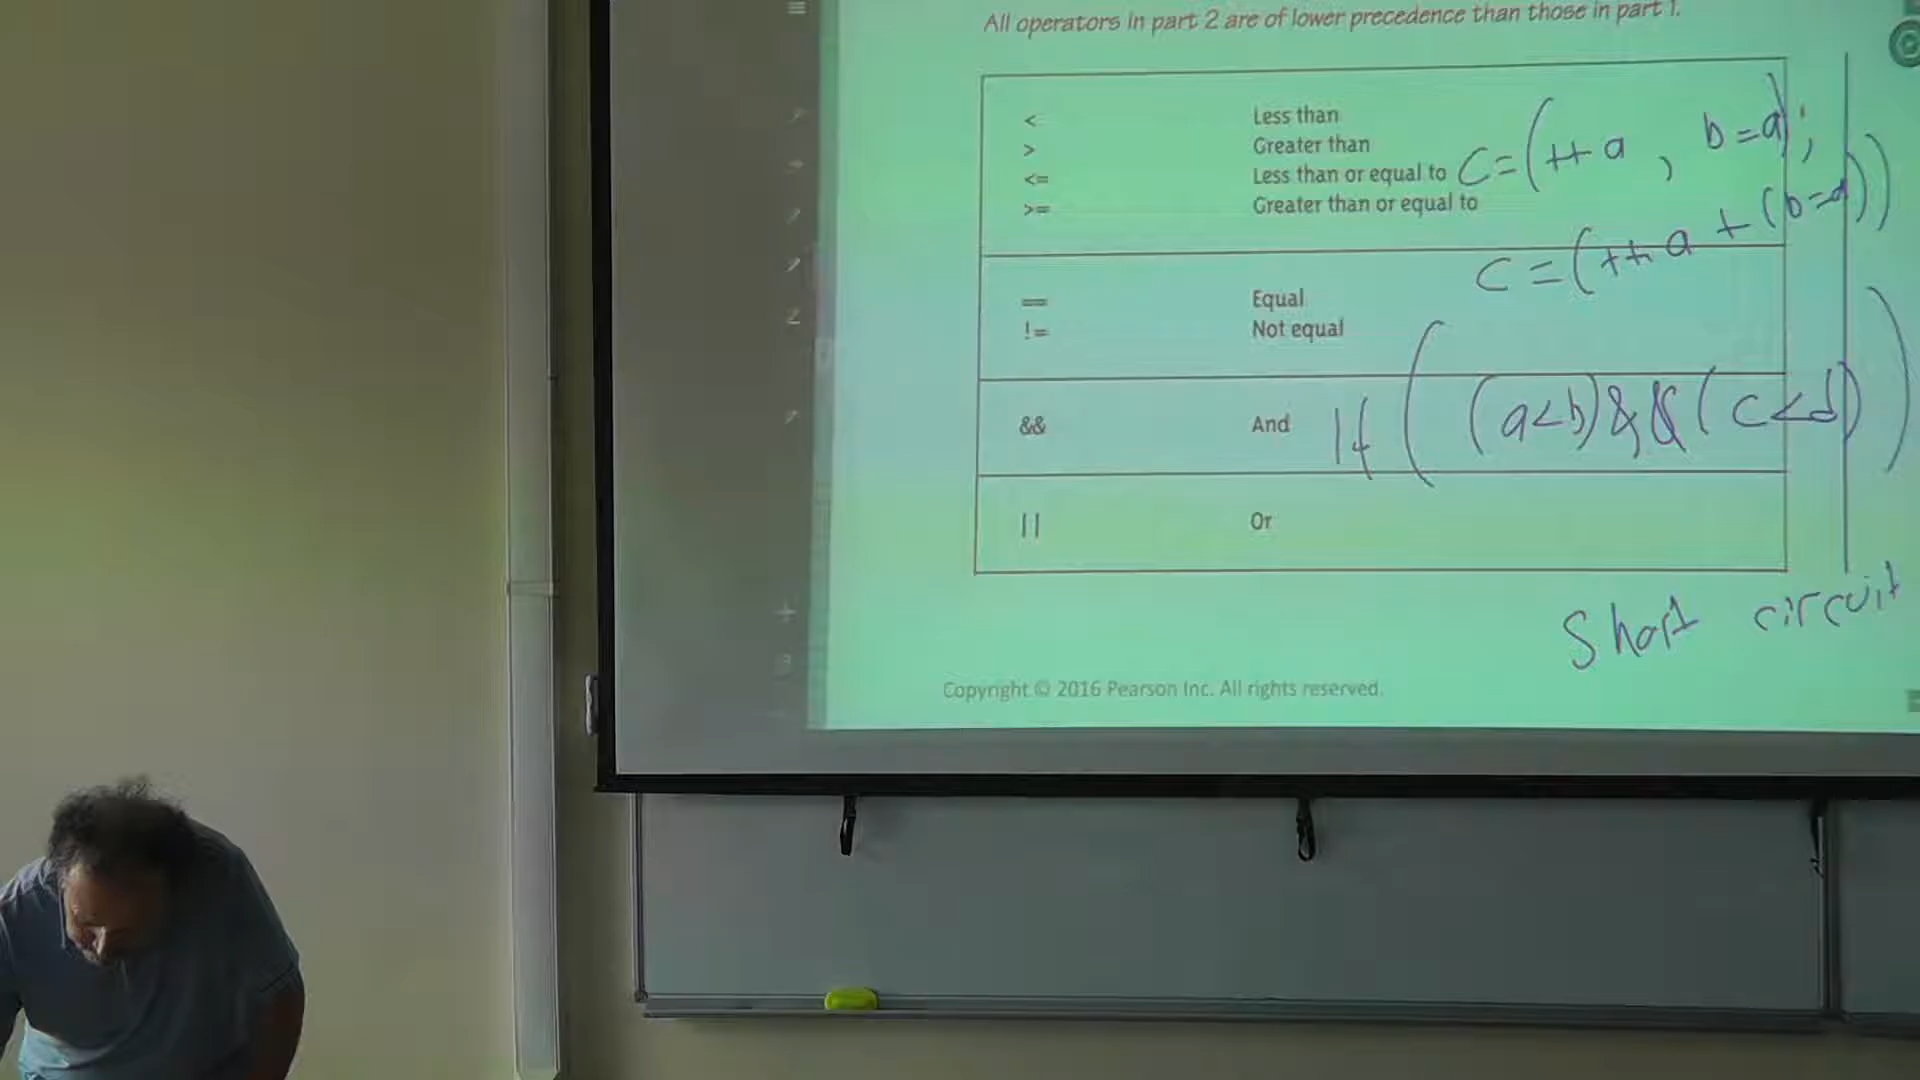 All operators in part 2 are of lower precedence than those in part 1.
< Less than
> Greater than
<= Less than or equal to
>= Greater than or equal to
C=(++a , b=a);
C=(++a+(b=a))
== Equal
!= Not equal
&& And
If ((a<b)&&(c<d))
|| Or
Short circuit
Copyright © 2016 Pearson Inc. All rights reserved.